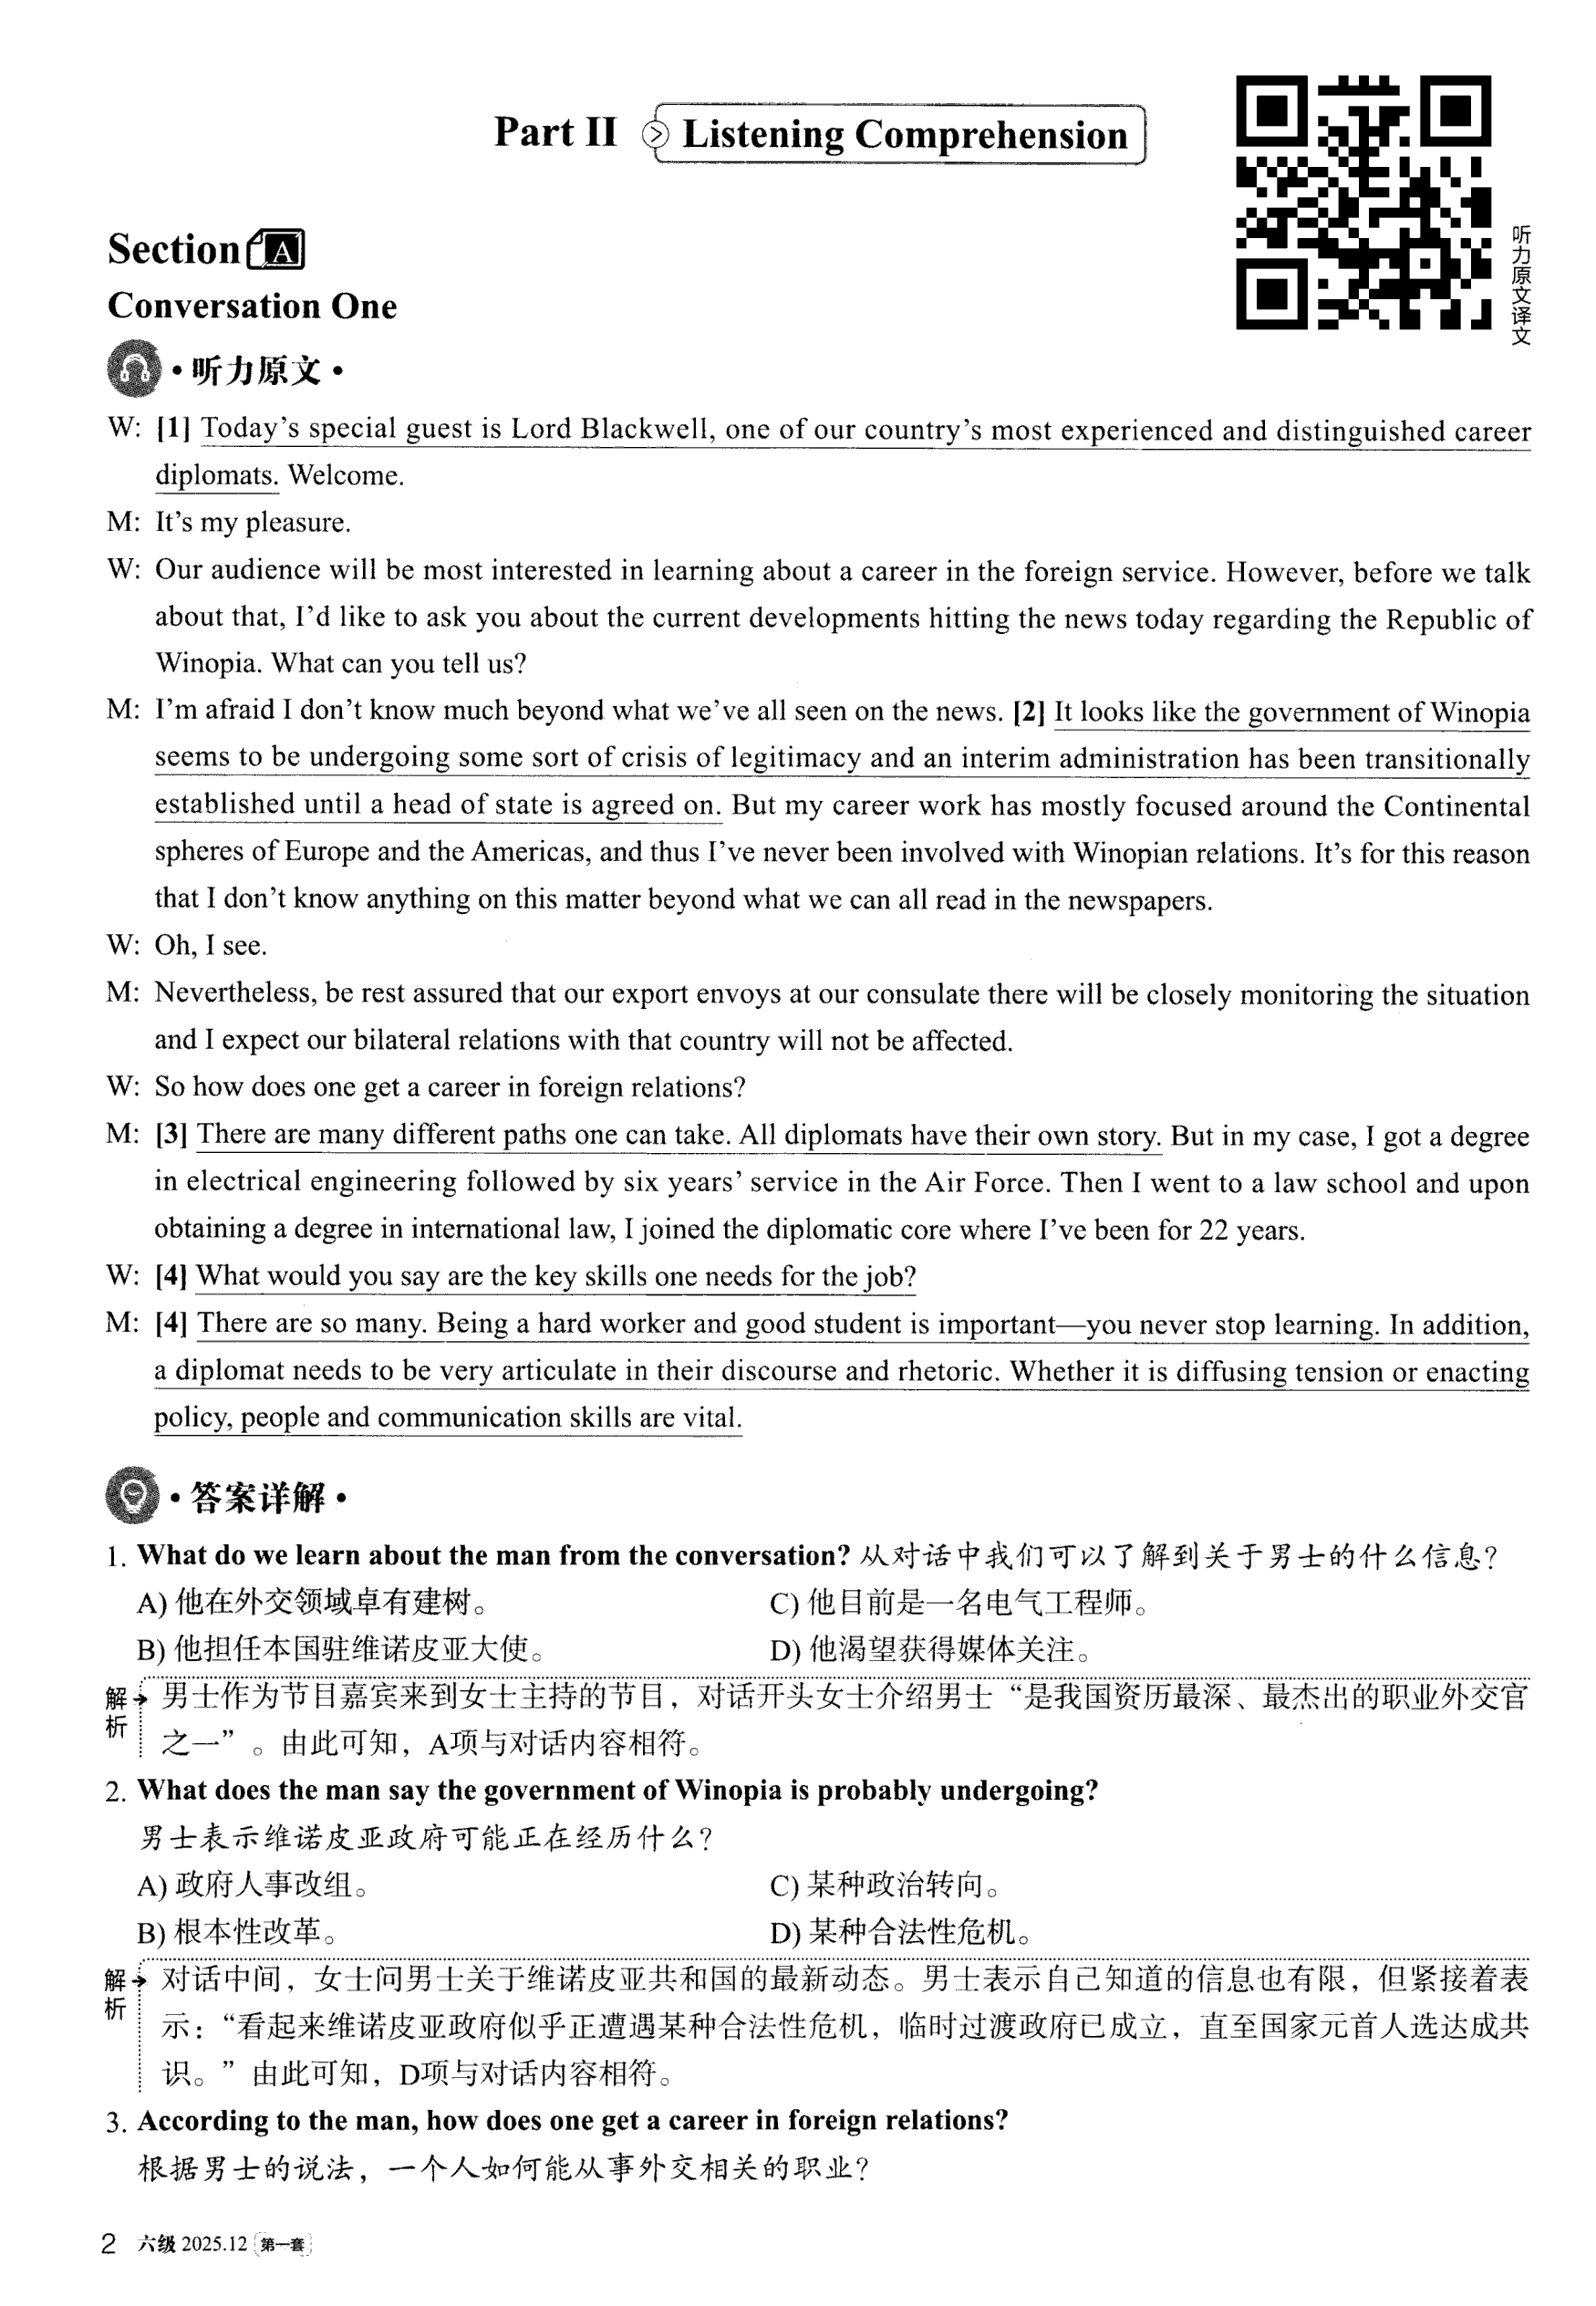 Part II Listening Comprehension
听力原文译文
Section A
Conversation One
·听力原文·
W: [1] Today's special guest is Lord Blackwell, one of our country's most experienced and distinguished career
diplomats. Welcome.
M: It's my pleasure.
W: Our audience will be most interested in learning about a career in the foreign service. However, before we talk
about that, I'd like to ask you about the current developments hitting the news today regarding the Republic of
Winopia. What can you tell us?
M: I'm afraid I don't know much beyond what we've all seen on the news. [2] It looks like the government of Winopia
seems to be undergoing some sort of crisis of legitimacy and an interim administration has been transitionally
established until a head of state is agreed on. But my career work has mostly focused around the Continental
spheres of Europe and the Americas, and thus I've never been involved with Winopian relations. It's for this reason
that I don't know anything on this matter beyond what we can all read in the newspapers.
W: Oh, I see.
M: Nevertheless, be rest assured that our export envoys at our consulate there will be closely monitoring the situation
and I expect our bilateral relations with that country will not be affected.
W: So how does one get a career in foreign relations?
M: [3] There are many different paths one can take. All diplomats have their own story. But in my case, I got a degree
in electrical engineering followed by six years' service in the Air Force. Then I went to a law school and upon
obtaining a degree in international law, I joined the diplomatic core where I've been for 22 years.
W: [4] What would you say are the key skills one needs for the job?
M: [4] There are so many. Being a hard worker and good student is important—you never stop learning. In addition,
a diplomat needs to be very articulate in their discourse and rhetoric. Whether it is diffusing tension or enacting
policy, people and communication skills are vital.
·答案详解·
1. What do we learn about the man from the conversation? 从对话中我们可以了解到关于男士的什么信息？
A) 他在外交领域卓有建树。 C) 他目前是一名电气工程师。
B) 他担任本国驻维诺皮亚大使。 D) 他渴望获得媒体关注。
解析 男士作为节目嘉宾来到女士主持的节目，对话开头女士介绍男士“是我国资历最深、最杰出的职业外交官
之一”。由此可知，A项与对话内容相符。
2. What does the man say the government of Winopia is probably undergoing?
男士表示维诺皮亚政府可能正在经历什么？
A) 政府人事改组。 C) 某种政治转向。
B) 根本性改革。 D) 某种合法性危机。
解析 对话中间，女士问男士关于维诺皮亚共和国的最新动态。男士表示自己知道的信息也有限，但紧接着表
示：“看起来维诺皮亚政府似乎正遭遇某种合法性危机，临时过渡政府已成立，直至国家元首人选达成共
识。”由此可知，D项与对话内容相符。
3. According to the man, how does one get a career in foreign relations?
根据男士的说法，一个人如何能从事外交相关的职业？
2 六级 2025.12 第一套